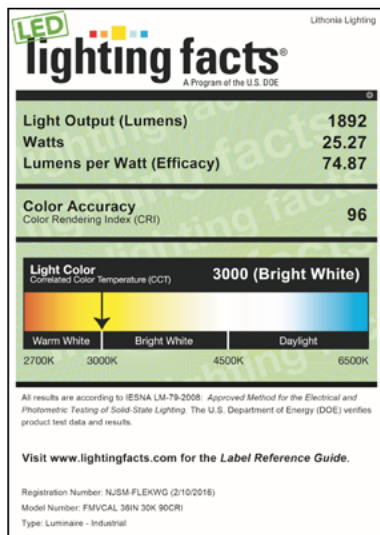 Lithonia Lighting
LED
lighting facts®
A Program of the U.S. DOE
Light Output (Lumens) 1892
Watts 25.27
Lumens per Watt (Efficacy) 74.87
Color Accuracy
Color Rendering Index (CRI) 96
Light Color
Correlated Color Temperature (CCT) 3000 (Bright White)
Warm White Bright White Daylight
2700K 3000K 4500K 6500K
All results are according to IESNA LM-79-2008: Approved Method for the Electrical and
Photometric Testing of Solid-State Lighting. The U.S. Department of Energy (DOE) verifies
product test data and results.
Visit www.lightingfacts.com for the Label Reference Guide.
Registration Number: NJSM-FLEKWG (2/10/2016)
Model Number: FMVCAL 36IN 30K 90CRI
Type: Luminaire - Industrial